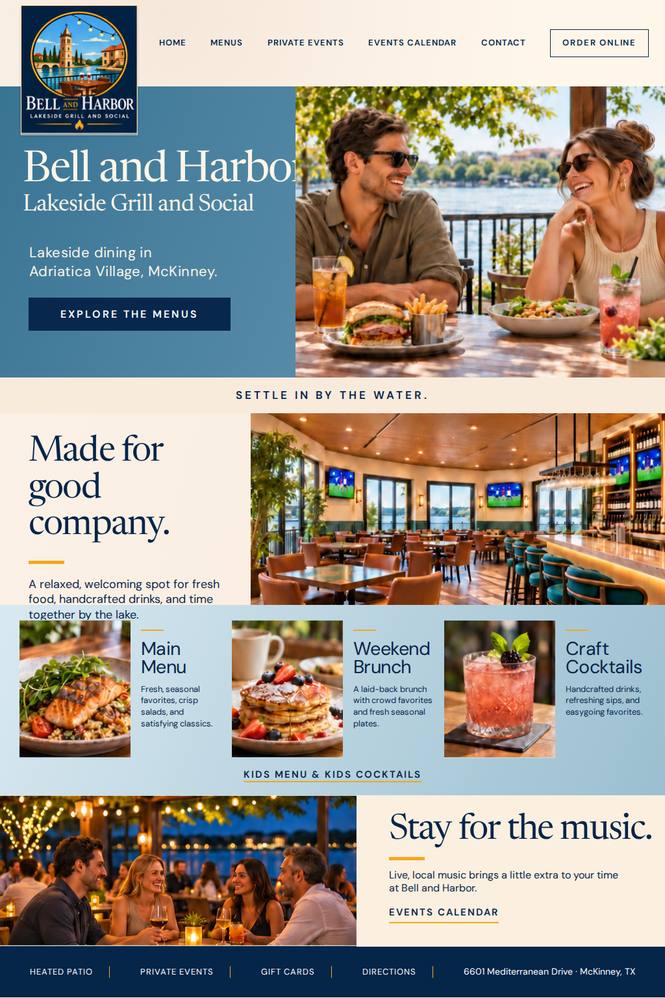 BELL AND HARBOR
LAKESIDE GRILL AND SOCIAL
HOME
MENUS
PRIVATE EVENTS
EVENTS CALENDAR
CONTACT
ORDER ONLINE
Bell and Harbor
Lakeside Grill and Social
Lakeside dining in
Adriatica Village, McKinney.
EXPLORE THE MENUS
SETTLE IN BY THE WATER.
Made for
good
company.
A relaxed, welcoming spot for fresh
food, handcrafted drinks, and time
together by the lake.
Main
Menu
Fresh, seasonal
favorites, crisp
salads, and
satisfying classics.
Weekend
Brunch
A laid-back brunch
with crowd favorites
and fresh seasonal
plates.
Craft
Cocktails
Handcrafted drinks,
refreshing sips, and
easygoing favorites.
KIDS MENU & KIDS COCKTAILS
Stay for the music.
Live, local music brings a little extra to your time
at Bell and Harbor.
EVENTS CALENDAR
HEATED PATIO
PRIVATE EVENTS
GIFT CARDS
DIRECTIONS
6601 Mediterranean Drive · McKinney, TX